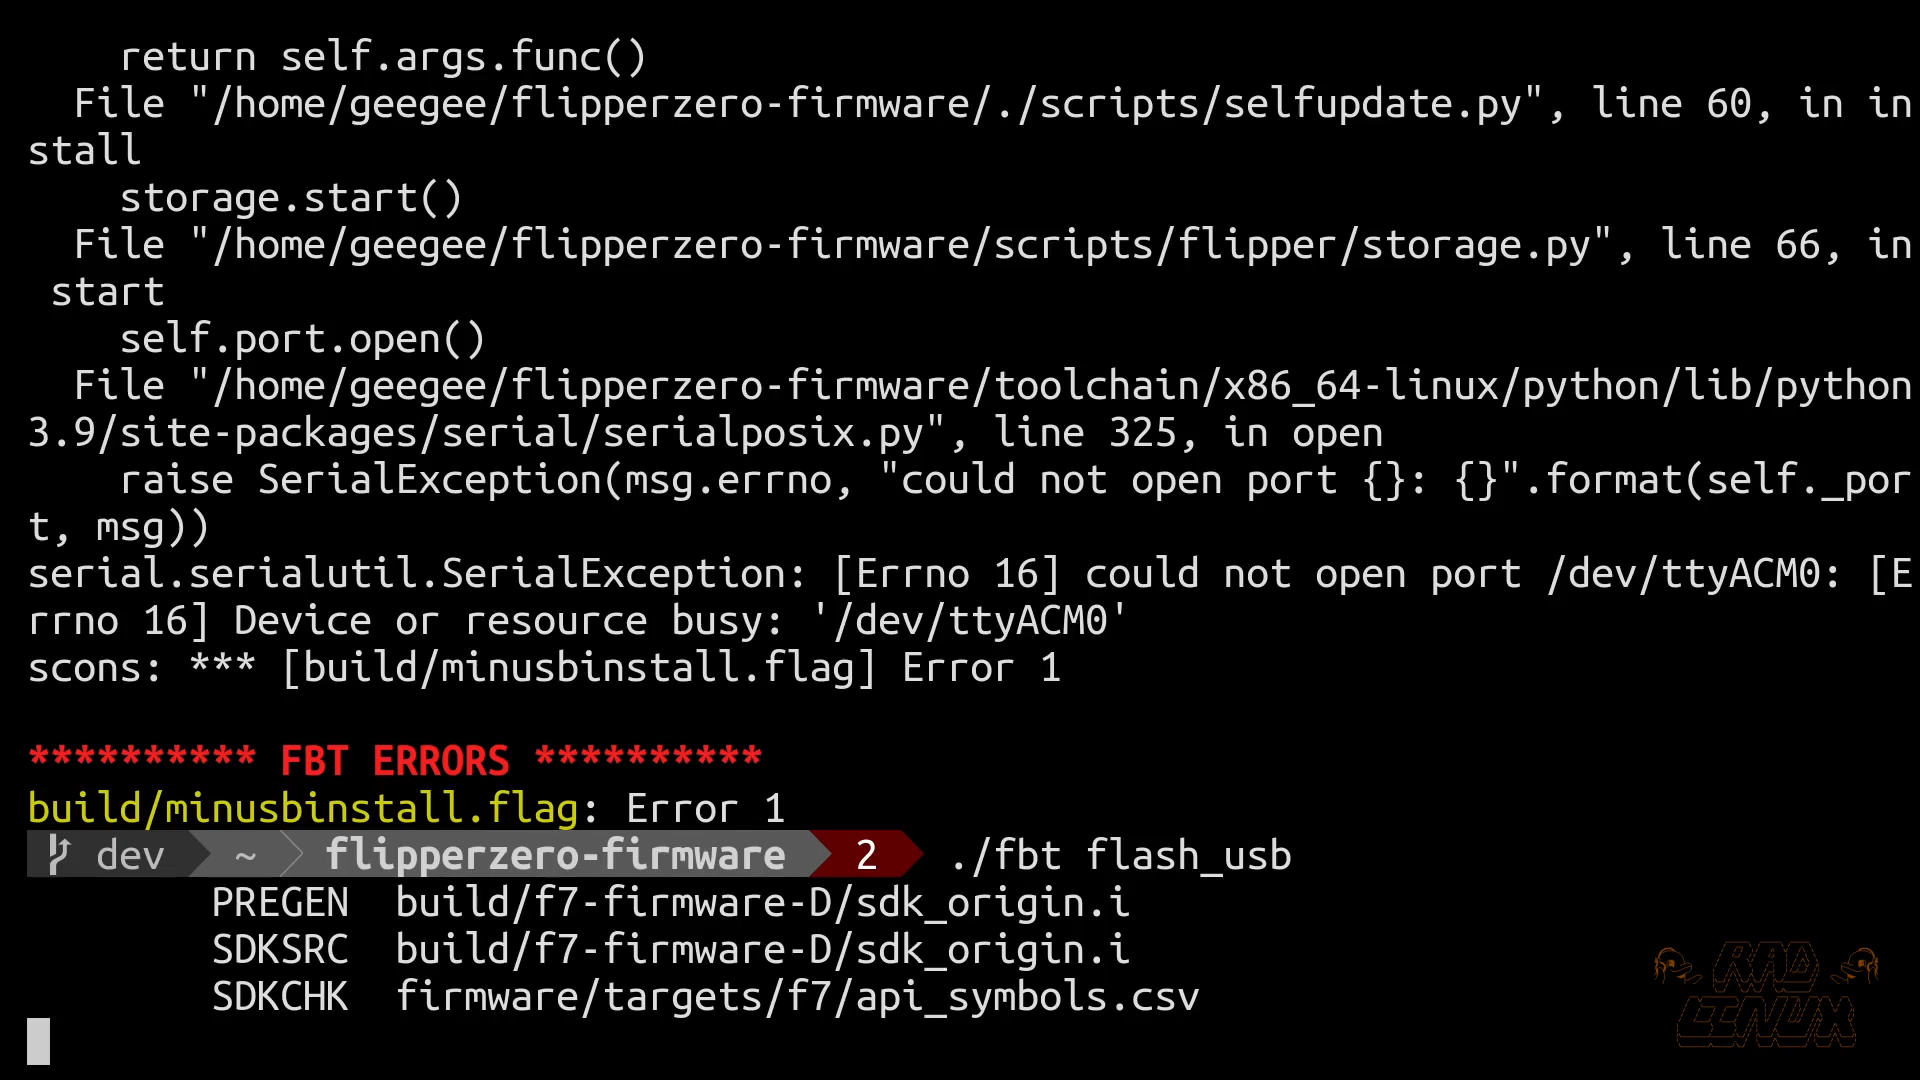 return self.args.func()
File "/home/geegee/flipperzero-firmware/./scripts/selfupdate.py", line 60, in in
stall
storage.start()
File "/home/geegee/flipperzero-firmware/scripts/flipper/storage.py", line 66, in
start
self.port.open()
File "/home/geegee/flipperzero-firmware/toolchain/x86_64-linux/python/lib/python
3.9/site-packages/serial/serialposix.py", line 325, in open
raise SerialException(msg.errno, "could not open port {}: {}".format(self._por
t, msg))
serial.serialutil.SerialException: [Errno 16] could not open port /dev/ttyACM0: [E
rrno 16] Device or resource busy: '/dev/ttyACM0'
scons: *** [build/minusbinstall.flag] Error 1
********** FBT ERRORS **********
build/minusbinstall.flag: Error 1
dev ~ flipperzero-firmware 2 ./fbt flash_usb
PREGEN build/f7-firmware-D/sdk_origin.i
SDKSRC build/f7-firmware-D/sdk_origin.i
SDKCHK firmware/targets/f7/api_symbols.csv
RAD
LINUX